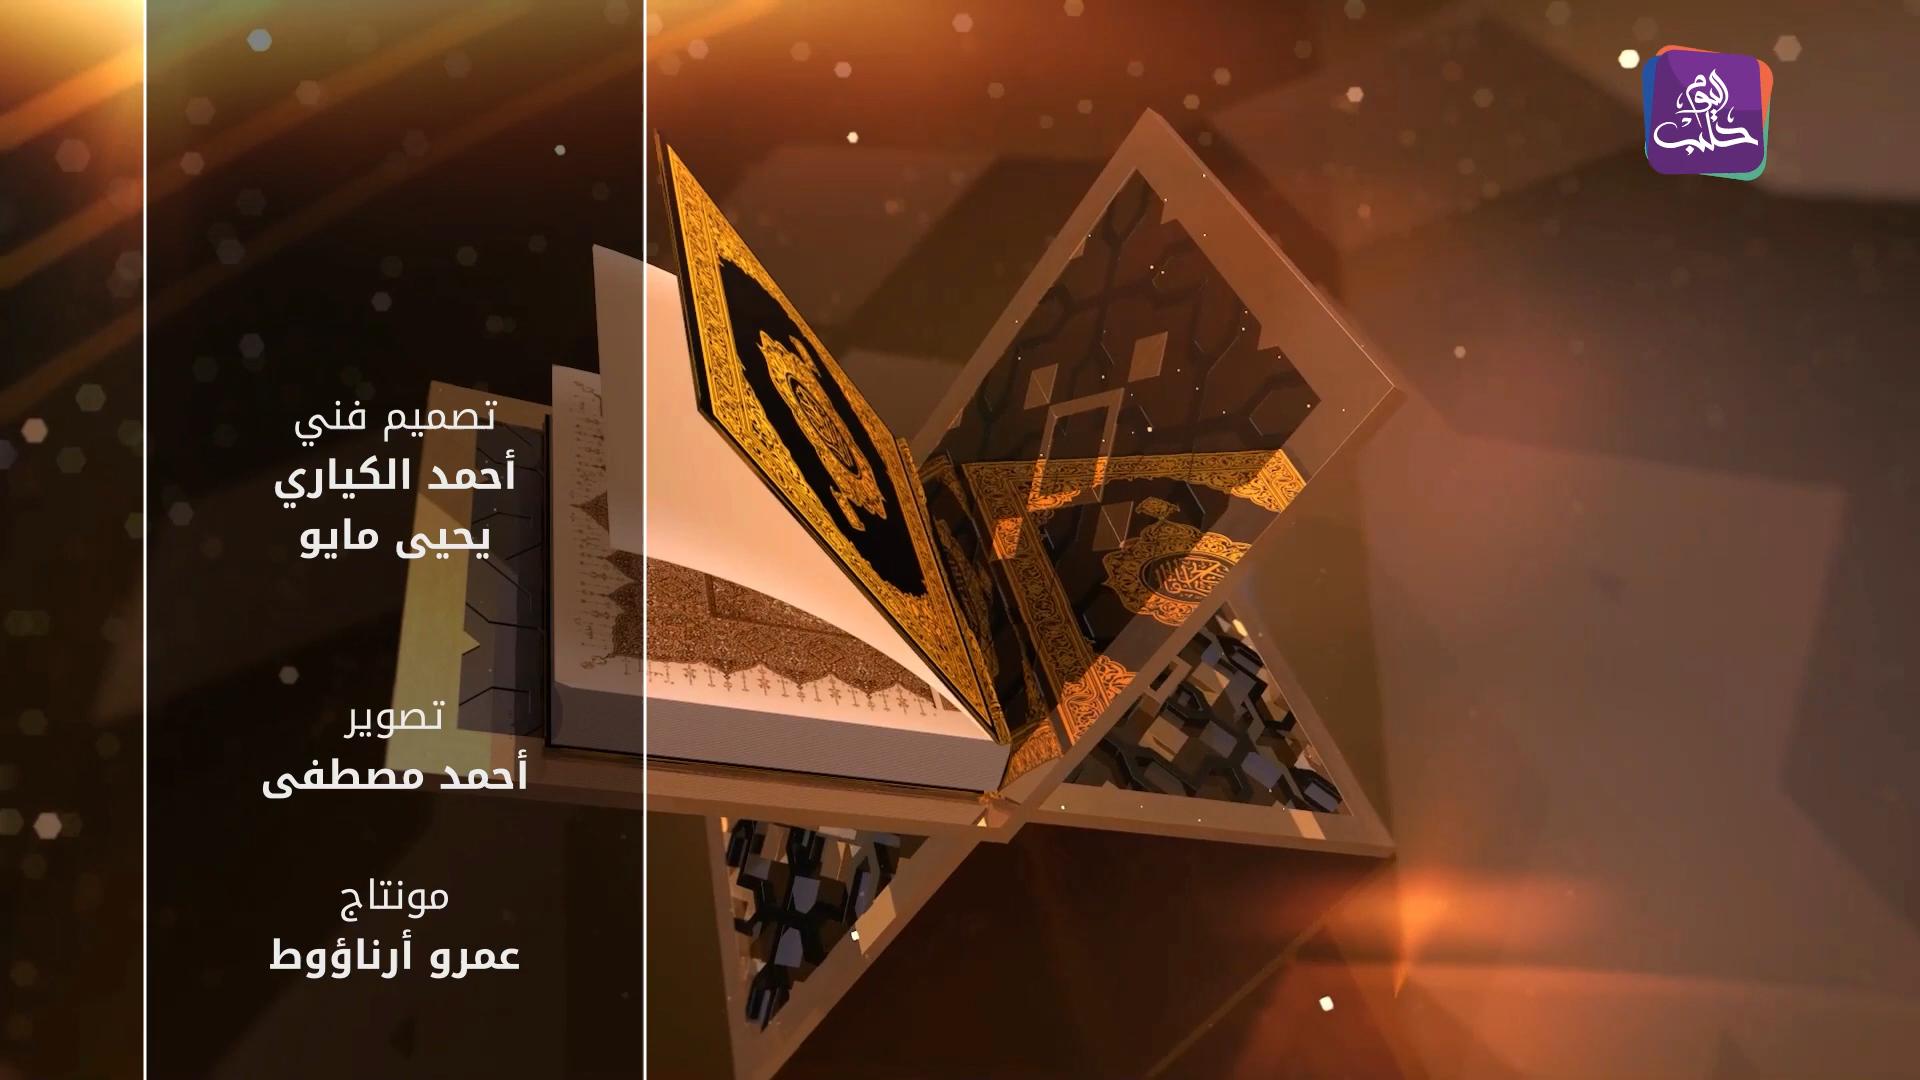 حلب اليوم
تصميم فني
أحمد الكياري
يحيى مايو
تصوير
أحمد مصطفى
مونتاج
عمرو أرناؤوط